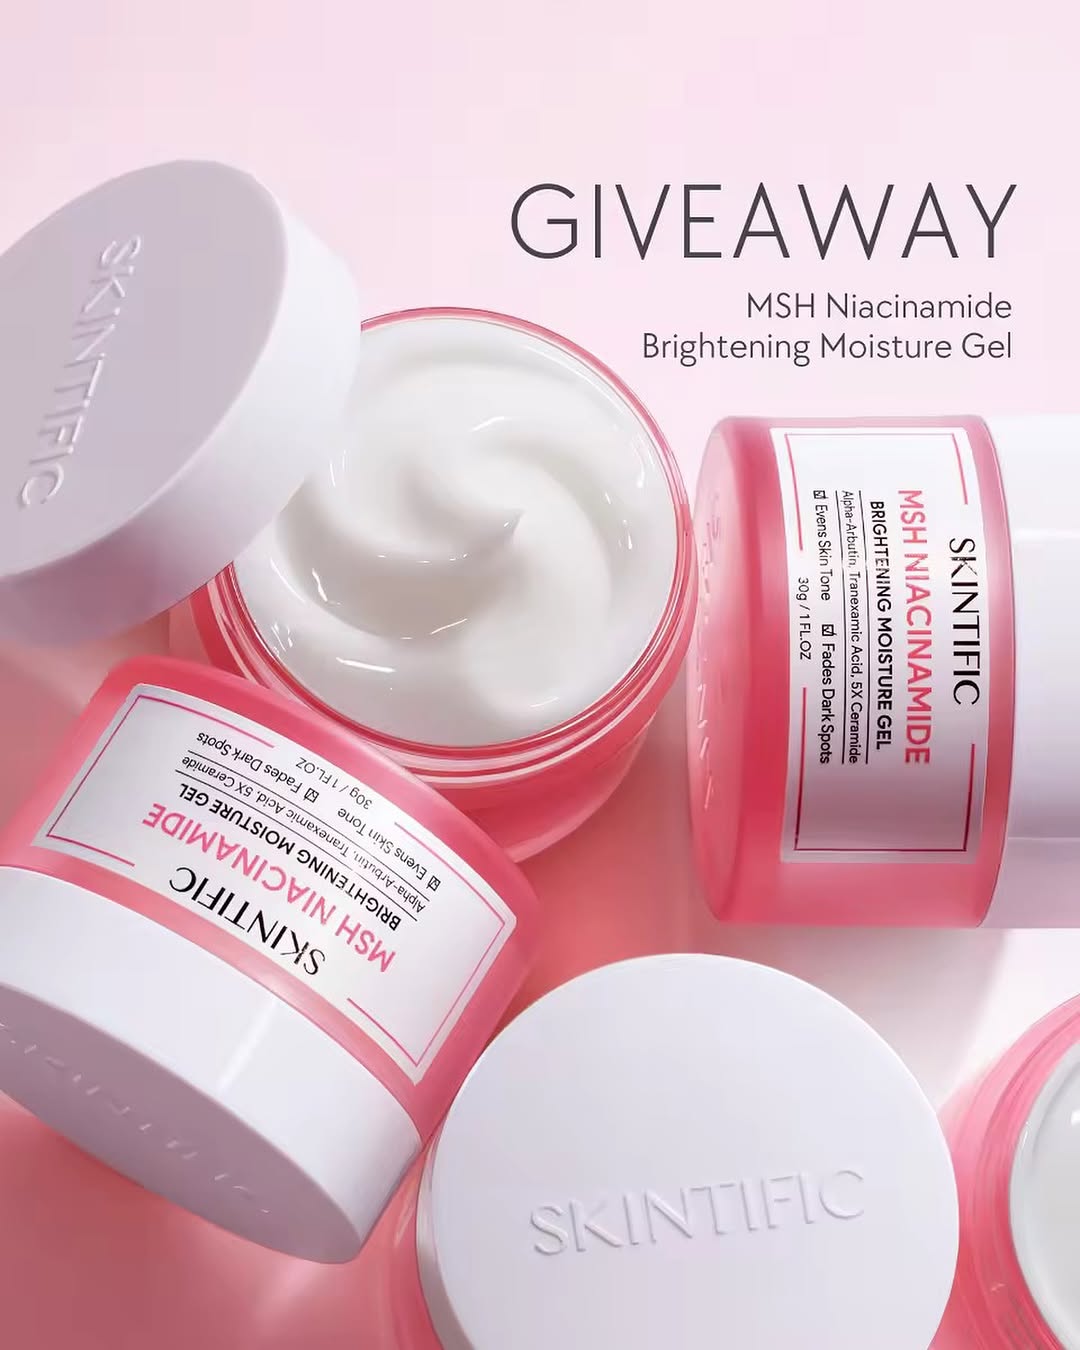 GIVEAWAY
MSH Niacinamide
Brightening Moisture Gel
SKINTIFIC
SKINTIFIC
MSH NIACINAMIDE
BRIGHTENING MOISTURE GEL
Alpha-Arbutin, Tranexamic Acid, 5X Ceramide
☑ Evens Skin Tone ☑ Fades Dark Spots
30g / 1 FL.OZ
SKINTIFIC
MSH NIACINAMIDE
BRIGHTENING MOISTURE GEL
Alpha-Arbutin, Tranexamic Acid, 5X Ceramide
☑ Evens Skin Tone ☑ Fades Dark Spots
30g / 1 FL.OZ
SKINTIFIC